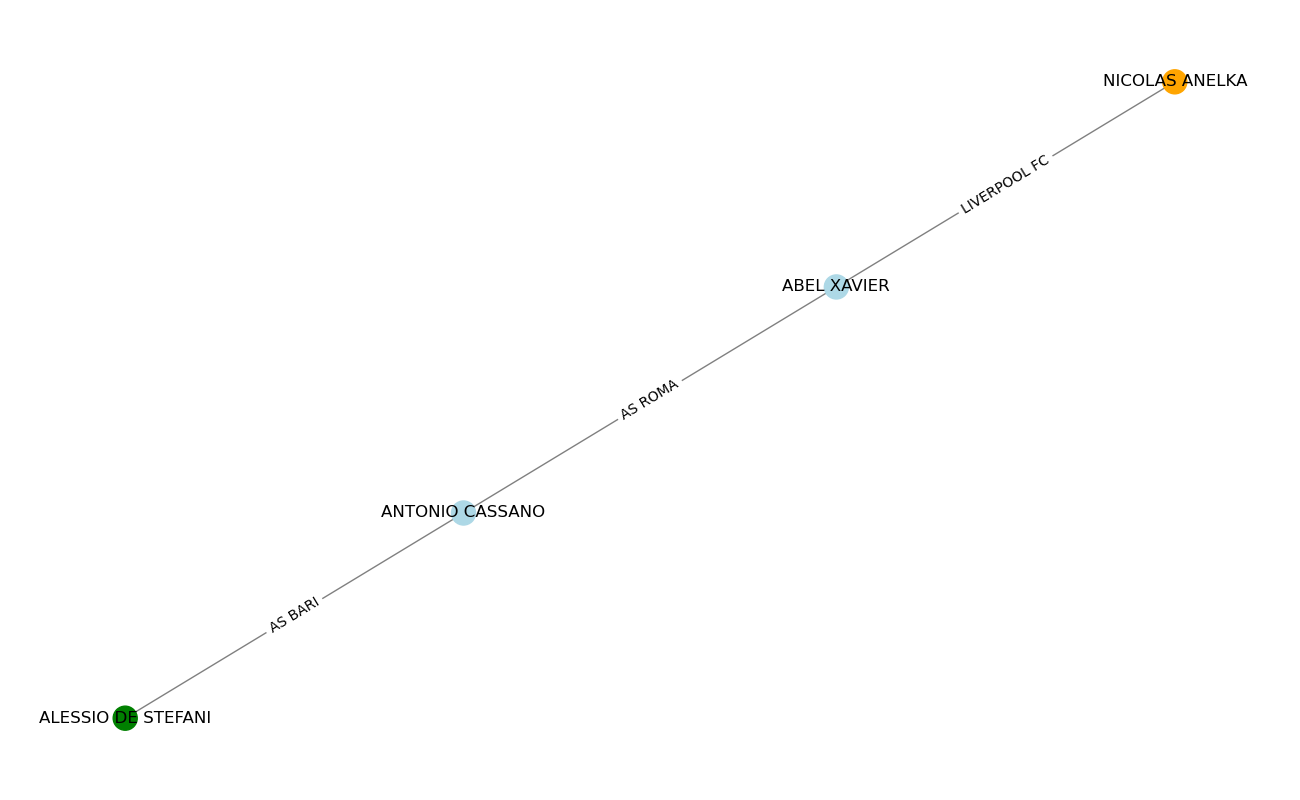 NICOLAS ANELKA
LIVERPOOL FC
ABEL XAVIER
AS ROMA
ANTONIO CASSANO
AS BARI
ALESSIO DE STEFANI